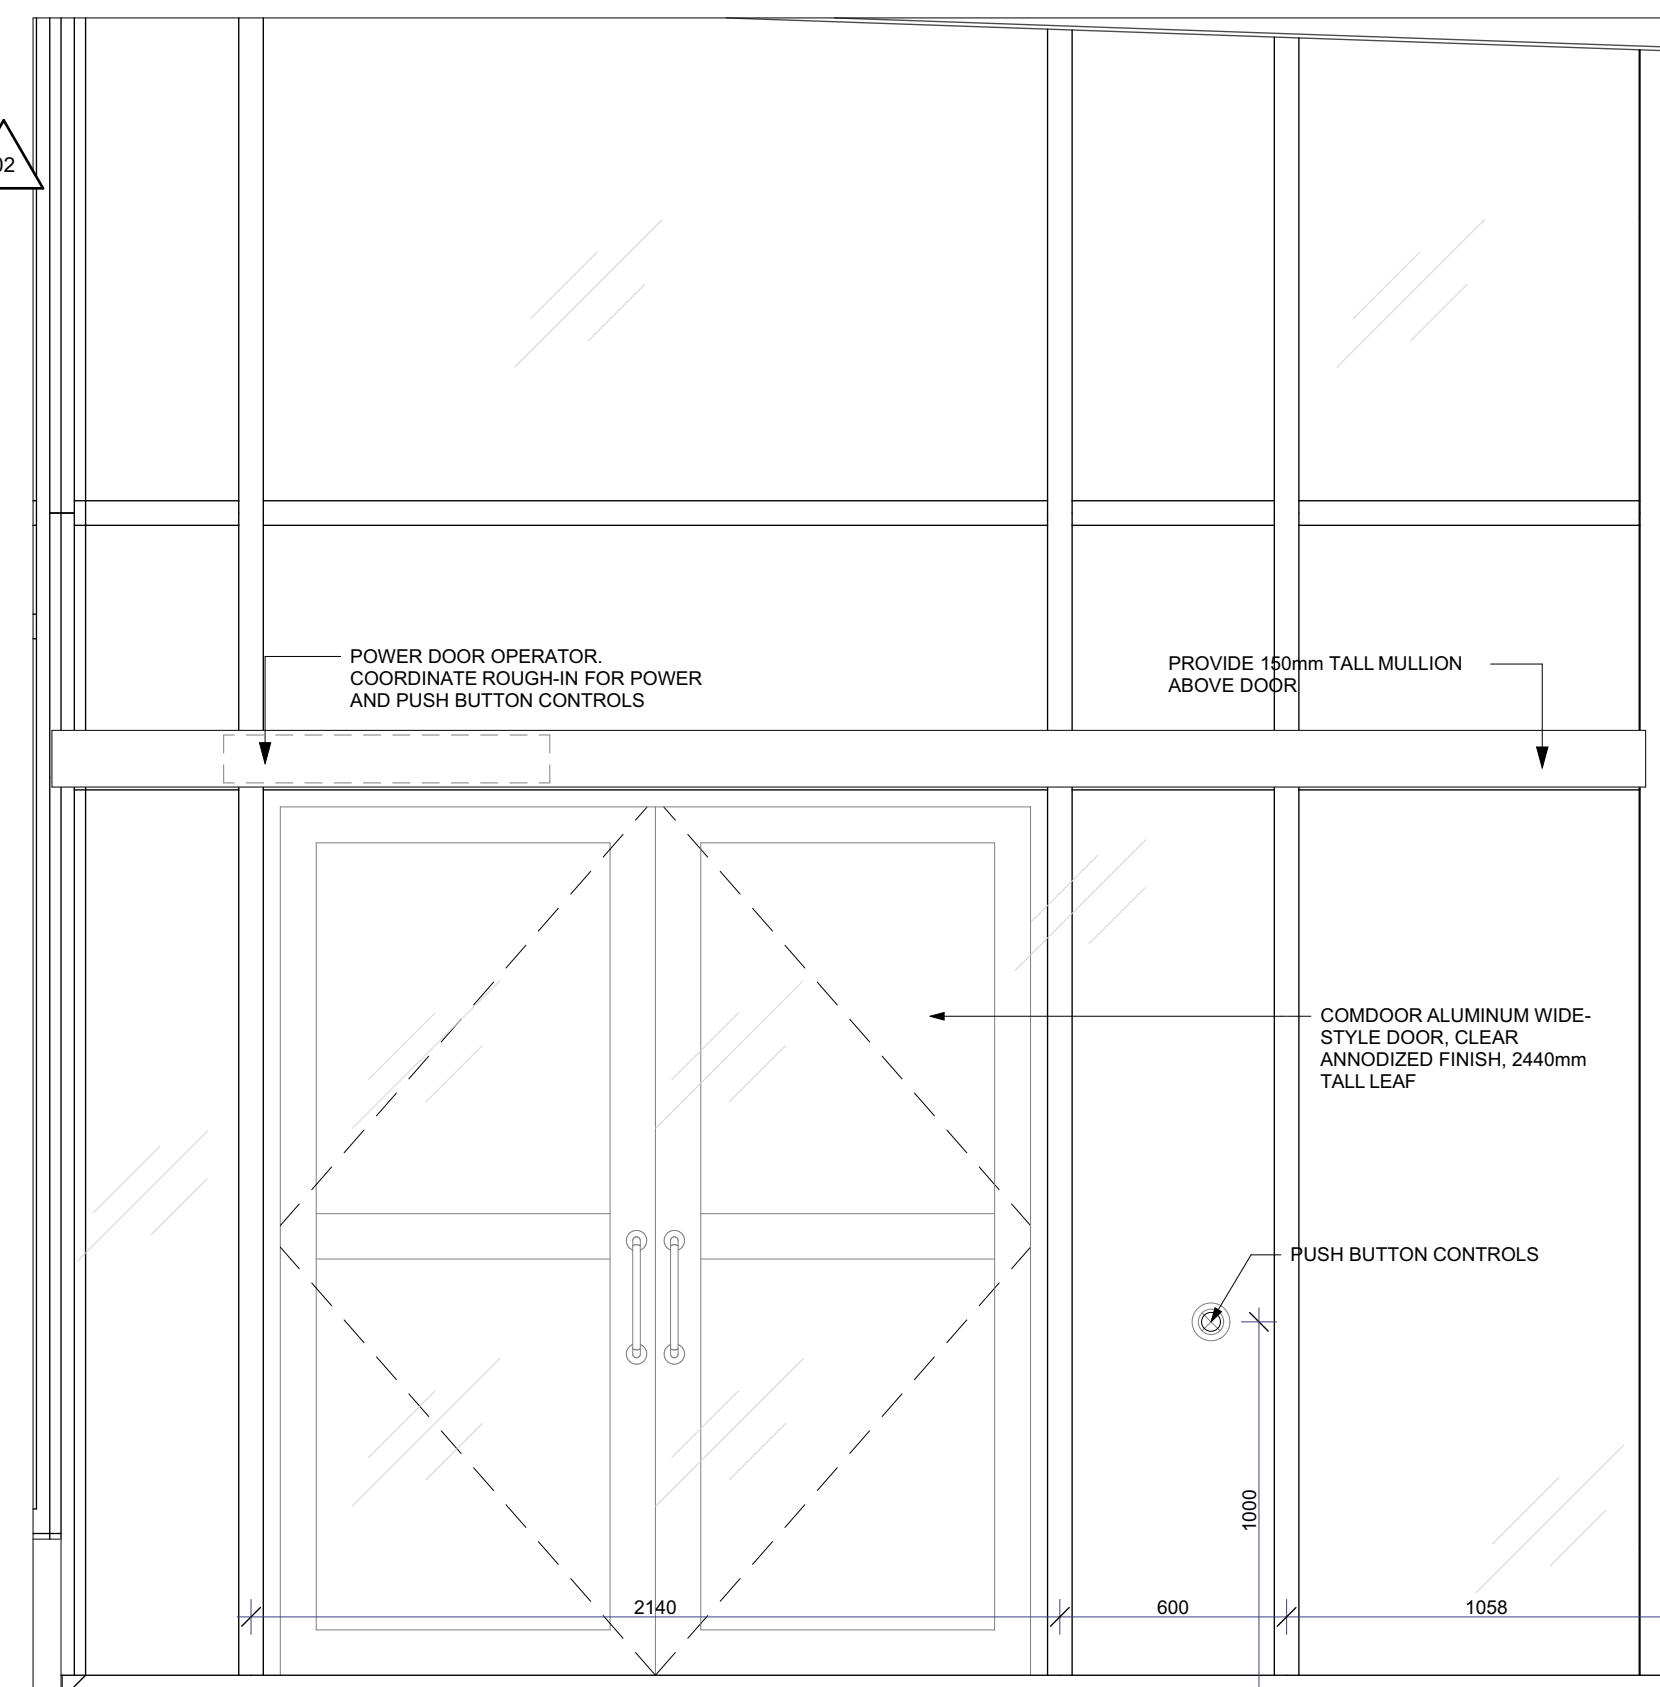 02
POWER DOOR OPERATOR.
COORDINATE ROUGH-IN FOR POWER
AND PUSH BUTTON CONTROLS
PROVIDE 150mm TALL MULLION
ABOVE DOOR
COMDOOR ALUMINUM WIDE-
STYLE DOOR, CLEAR
ANNODIZED FINISH, 2440mm
TALL LEAF
PUSH BUTTON CONTROLS
1000
2140
600
1058